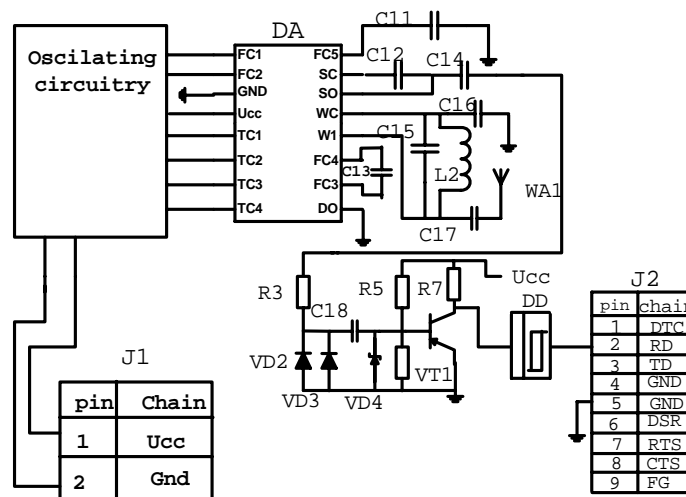 DA
C11
Oscilating
circuitry
FC1
FC2
GND
Ucc
TC1
TC2
TC3
TC4
FC5
SC
SO
WC
W1
FC4
FC3
DO
C12
C14
C16
C15
C13
L2
WA1
C17
R3
C18
R5
R7
Ucc
DD
VD2
VD3
VD4
VT1
J1
pin Chain
1 Ucc
2 Gnd
J2
pin chain
1 DTC
2 RD
3 TD
4 GND
5 GND
6 DSR
7 RTS
8 CTS
9 FG